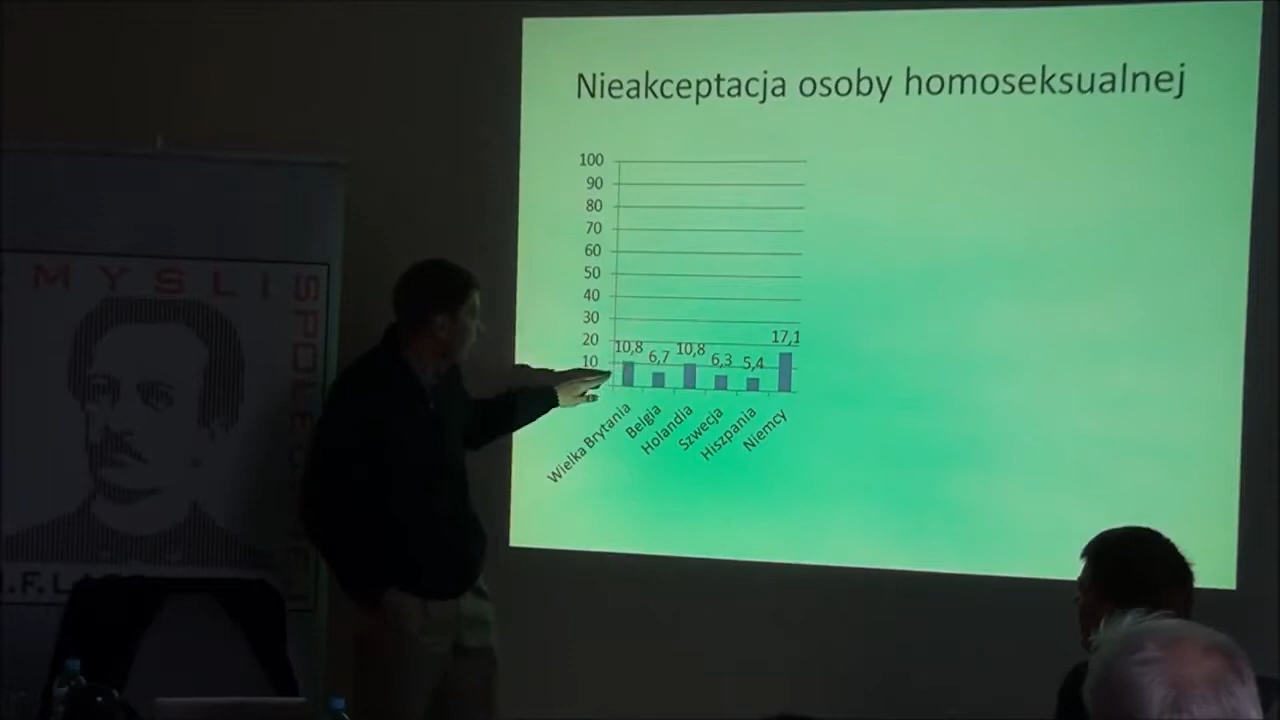 Nieakceptacja osoby homoseksualnej
100
90
80
70
60
50
40
30
20
10
10,8
6,7
10,8
6,3
5,4
17,1
Wielka Brytania
Belgia
Holandia
Szwecja
Hiszpania
Niemcy
MYSLI